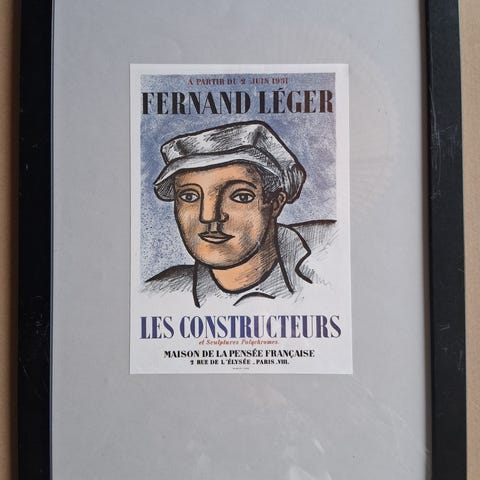 À PARTIR DU 2 JUIN 1951
FERNAND LÉGER
LES CONSTRUCTEURS
et Sculptures Polychromes
MAISON DE LA PENSÉE FRANÇAISE
2 RUE DE L'ÉLYSÉE . PARIS .VIII.